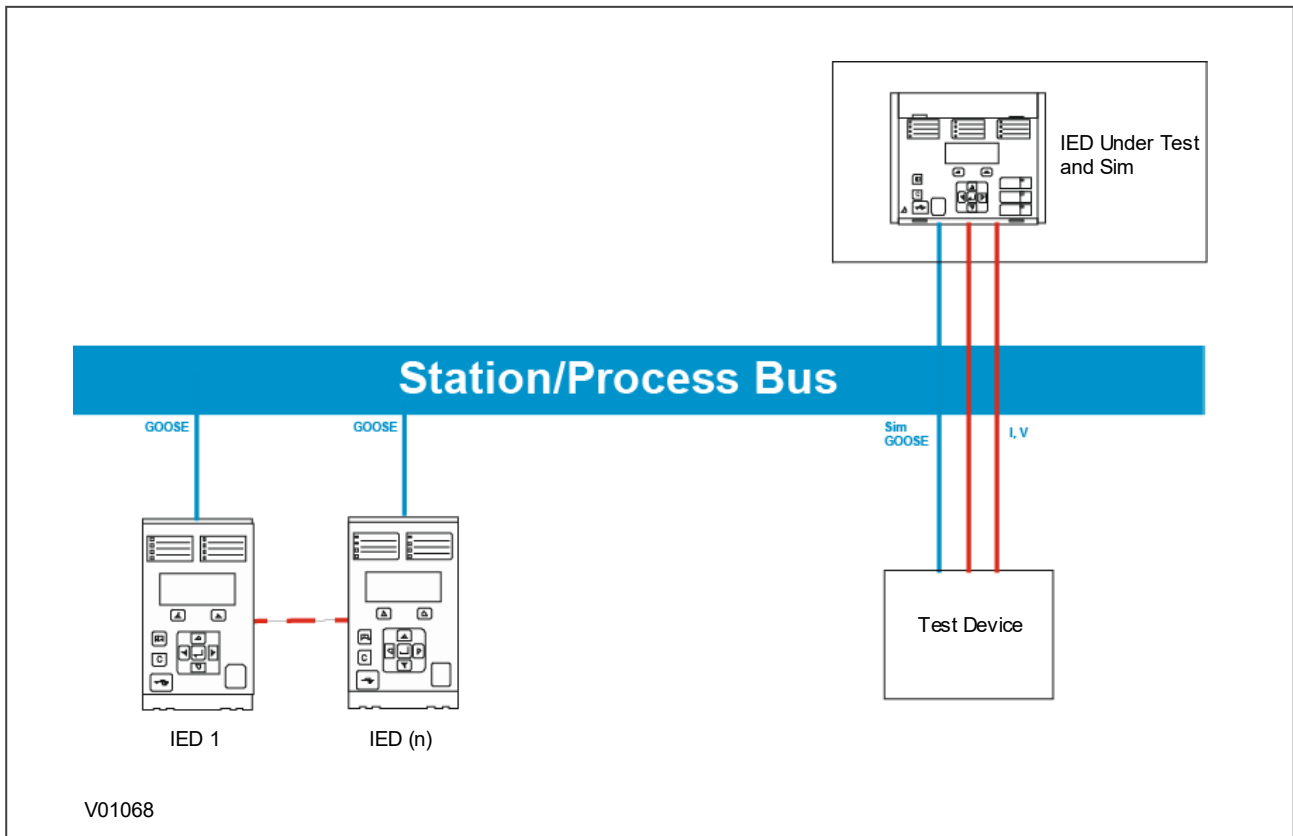 IED Under Test
and Sim
Station/Process Bus
GOOSE
GOOSE
Sim
GOOSE
I, V
Test Device
C
C
C
IED 1
IED (n)
V01068